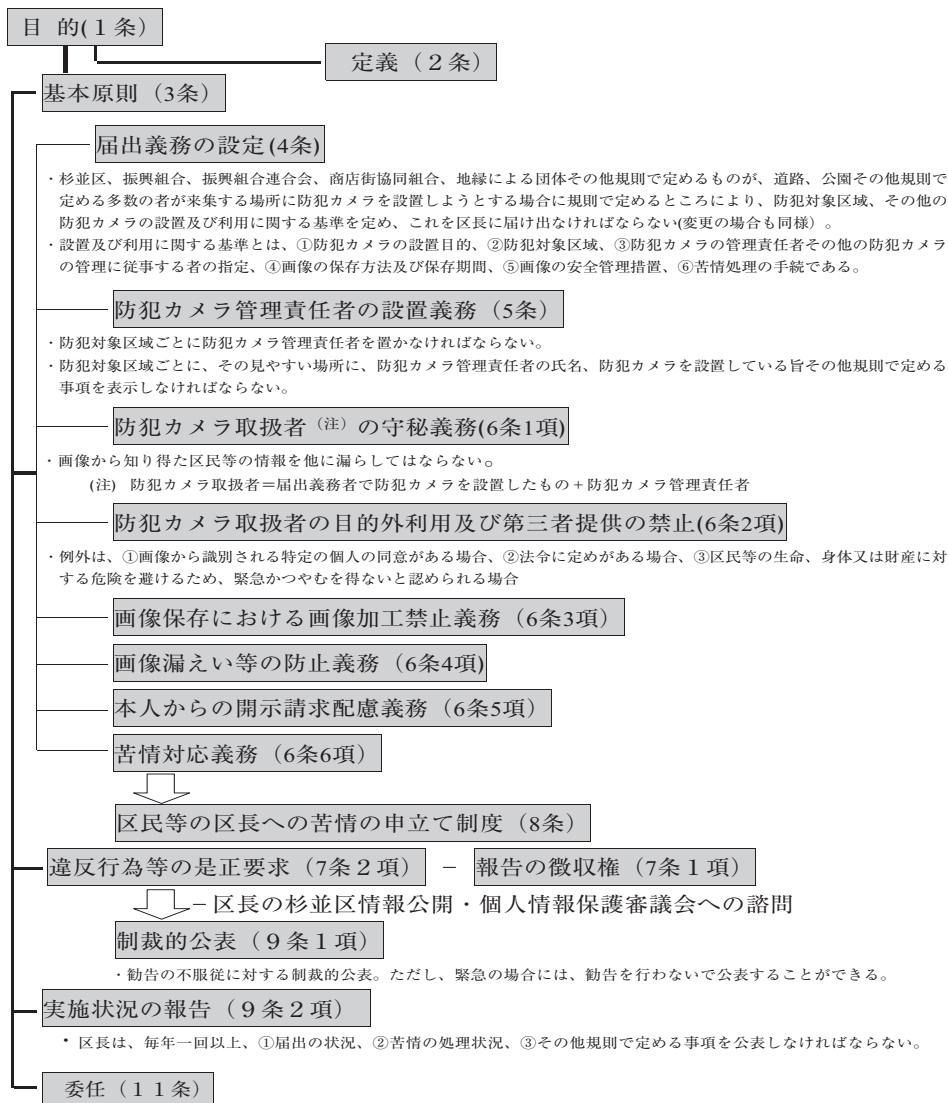 目 的(１条）
定義（２条）
基本原則（3条）
届出義務の設定(4条)
・杉並区、振興組合、振興組合連合会、商店街協同組合、地縁による団体その他規則で定めるものが、道路、公園その他規則で
定める多数の者が来集する場所に防犯カメラを設置しようとする場合に規則で定めるところにより、防犯対象区域、その他の
防犯カメラの設置及び利用に関する基準を定め、これを区長に届け出なければならない(変更の場合も同様）。
・設置及び利用に関する基準とは、①防犯カメラの設置目的、②防犯対象区域、③防犯カメラの管理責任者その他の防犯カメラ
の管理に従事する者の指定、④画像の保存方法及び保存期間、⑤画像の安全管理措置、⑥苦情処理の手続である。
防犯カメラ管理責任者の設置義務（5条）
・防犯対象区域ごとに防犯カメラ管理責任者を置かなければならない。
・防犯対象区域ごとに、その見やすい場所に、防犯カメラ管理責任者の氏名、防犯カメラを設置している旨その他規則で定める
事項を表示しなければならない。
防犯カメラ取扱者（注）の守秘義務(6条1項)
・画像から知り得た区民等の情報を他に漏らしてはならない。
(注) 防犯カメラ取扱者＝届出義務者で防犯カメラを設置したもの＋防犯カメラ管理責任者
防犯カメラ取扱者の目的外利用及び第三者提供の禁止(6条2項)
・例外は、①画像から識別される特定の個人の同意がある場合、②法令に定めがある場合、③区民等の生命、身体又は財産に対
する危険を避けるため、緊急かつやむを得ないと認められる場合
画像保存における画像加工禁止義務（6条3項）
画像漏えい等の防止義務（6条4項)
本人からの開示請求配慮義務（6条5項）
苦情対応義務（6条6項）
区民等の区長への苦情の申立て制度（8条）
違反行為等の是正要求（7条２項） − 報告の徴収権（7条１項）
−区長の杉並区情報公開・個人情報保護審議会への諮問
制裁的公表（９条１項）
・勧告の不服従に対する制裁的公表。ただし、緊急の場合には、勧告を行わないで公表することができる。
実施状況の報告（９条２項）
・区長は、毎年一回以上、①届出の状況、②苦情の処理状況、③その他規則で定める事項を公表しなければならない。
委任（１１条）